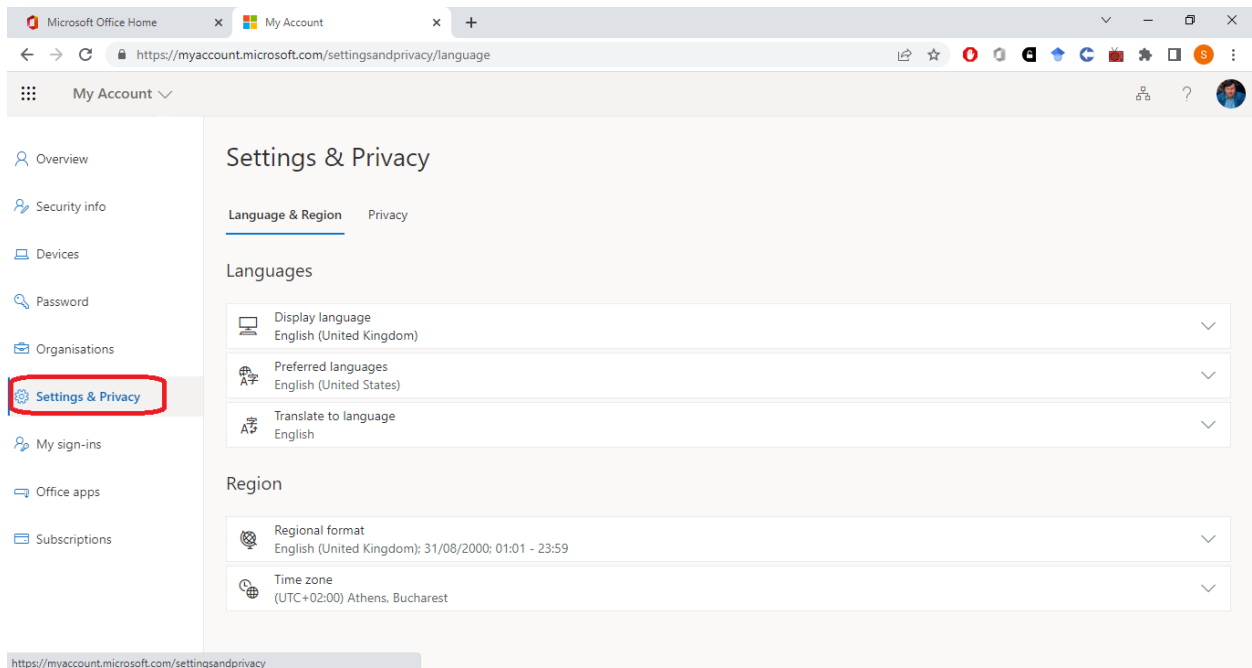 Microsoft Office Home
My Account
https://myaccount.microsoft.com/settingsandprivacy/language
S
My Account
?
Overview
Security info
Devices
Password
Organisations
Settings & Privacy
My sign-ins
Office apps
Subscriptions
Settings & Privacy
Language & Region Privacy
Languages
Display language
English (United Kingdom)
Preferred languages
English (United States)
Translate to language
English
Region
Regional format
English (United Kingdom); 31/08/2000; 01:01 - 23:59
Time zone
(UTC+02:00) Athens, Bucharest
https://myaccount.microsoft.com/settingsandprivacy